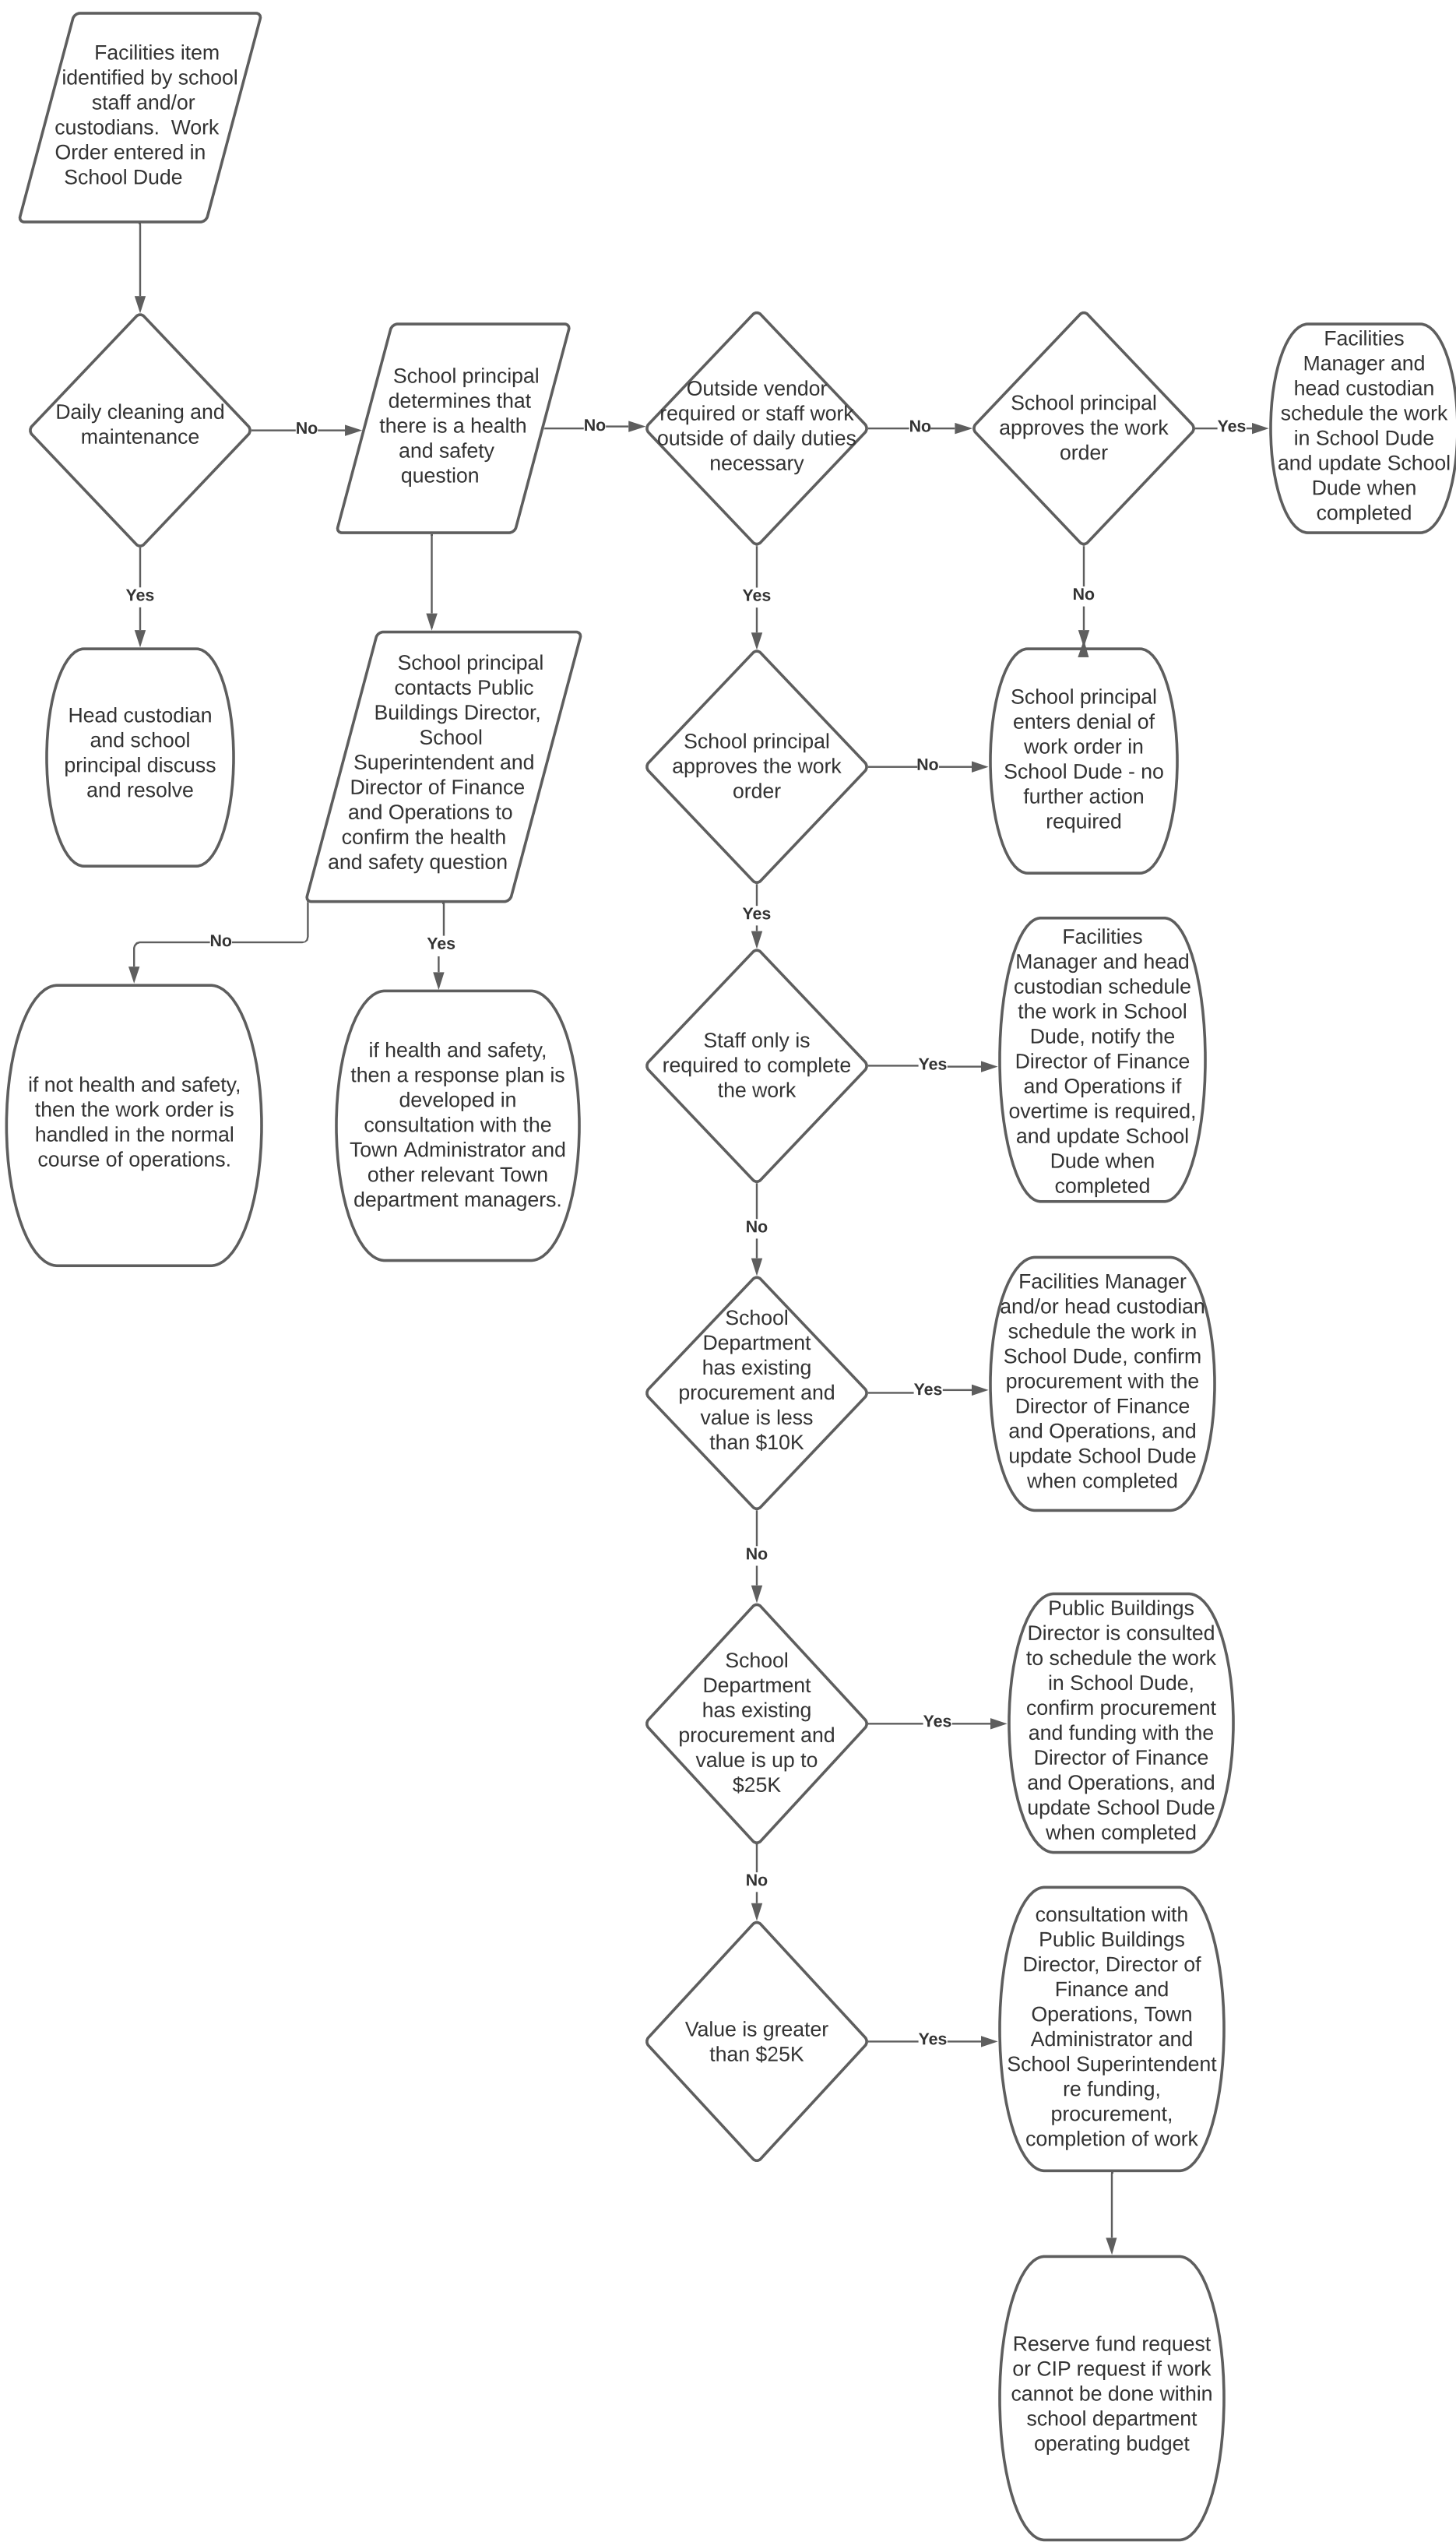 Facilities item
identified by school
staff and/or
custodians.  Work
Order entered in
School Dude
Daily cleaning and
maintenance
No
School principal
determines that
there is a health
and safety
question
No
Outside vendor
required or staff work
outside of daily duties
necessary
No
School principal
approves the work
order
Yes
Facilities
Manager and
head custodian
schedule the work
in School Dude
and update School
Dude when
completed
Yes
Yes
No
Head custodian
and school
principal discuss
and resolve
School principal
contacts Public
Buildings Director,
School
Superintendent and
Director of Finance
and Operations to
confirm the health
and safety question
School principal
approves the work
order
No
School principal
enters denial of
work order in
School Dude - no
further action
required
No
Yes
Yes
if not health and safety,
then the work order is
handled in the normal
course of operations.
if health and safety,
then a response plan is
developed in
consultation with the
Town Administrator and
other relevant Town
department managers.
Staff only is
required to complete
the work
Yes
Facilities
Manager and head
custodian schedule
the work in School
Dude, notify the
Director of Finance
and Operations if
overtime is required,
and update School
Dude when
completed
No
School
Department
has existing
procurement and
value is less
than $10K
Yes
Facilities Manager
and/or head custodian
schedule the work in
School Dude, confirm
procurement with the
Director of Finance
and Operations, and
update School Dude
when completed
No
School
Department
has existing
procurement and
value is up to
$25K
Yes
Public Buildings
Director is consulted
to schedule the work
in School Dude,
confirm procurement
and funding with the
Director of Finance
and Operations, and
update School Dude
when completed
No
Value is greater
than $25K
Yes
consultation with
Public Buildings
Director, Director of
Finance and
Operations, Town
Administrator and
School Superintendent
re funding,
procurement,
completion of work
Reserve fund request
or CIP request if work
cannot be done within
school department
operating budget